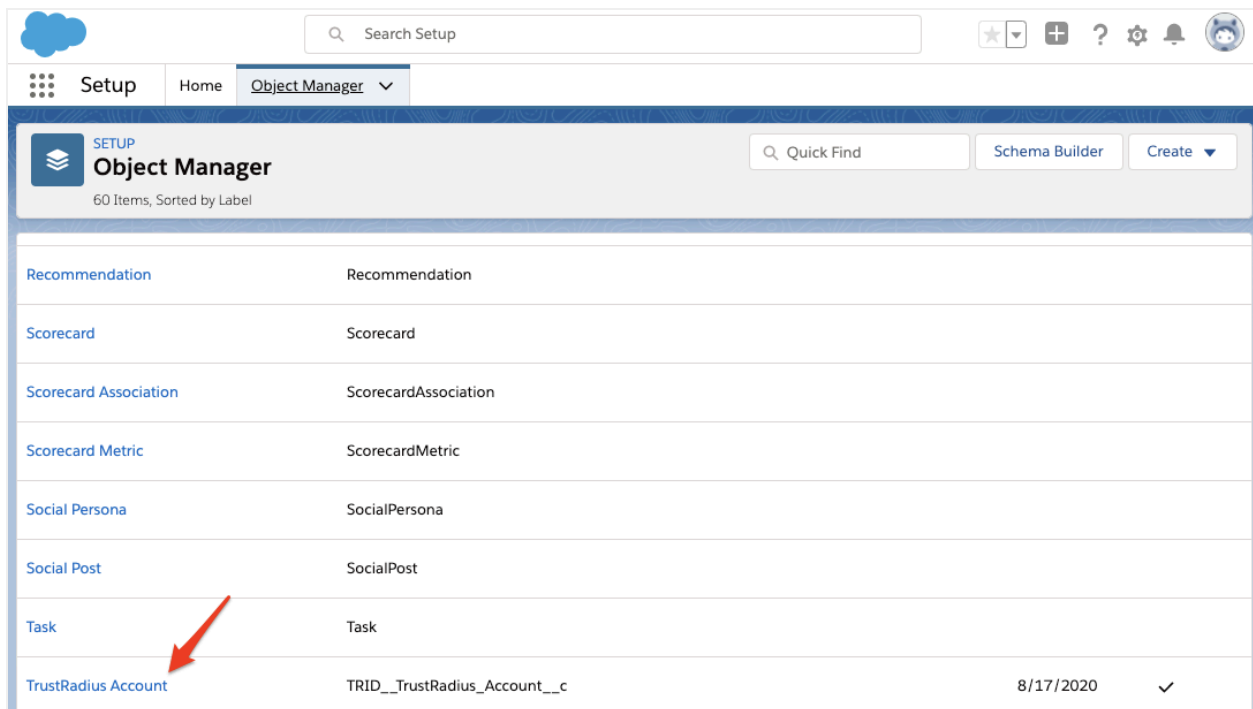 Search Setup
Setup
Home
Object Manager
SETUP
Object Manager
60 Items, Sorted by Label
Quick Find
Schema Builder
Create
Recommendation Recommendation
Scorecard Scorecard
Scorecard Association ScorecardAssociation
Scorecard Metric ScorecardMetric
Social Persona SocialPersona
Social Post SocialPost
Task Task
TrustRadius Account TRID__TrustRadius_Account__c 8/17/2020